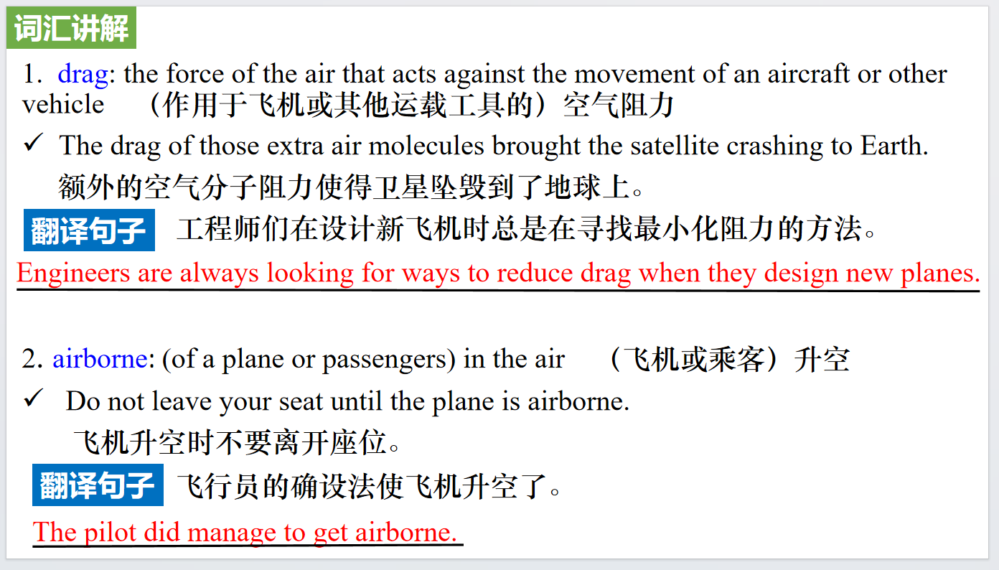 词汇讲解
1. drag: the force of the air that acts against the movement of an aircraft or other
vehicle （作用于飞机或其他运载工具的）空气阻力
✓ The drag of those extra air molecules brought the satellite crashing to Earth.
额外的空气分子阻力使得卫星坠毁到了地球上。
翻译句子 工程师们在设计新飞机时总是在寻找最小化阻力的方法。
Engineers are always looking for ways to reduce drag when they design new planes.
2. airborne: (of a plane or passengers) in the air （飞机或乘客）升空
✓ Do not leave your seat until the plane is airborne.
飞机升空时不要离开座位。
翻译句子 飞行员的确设法使飞机升空了。
The pilot did manage to get airborne.